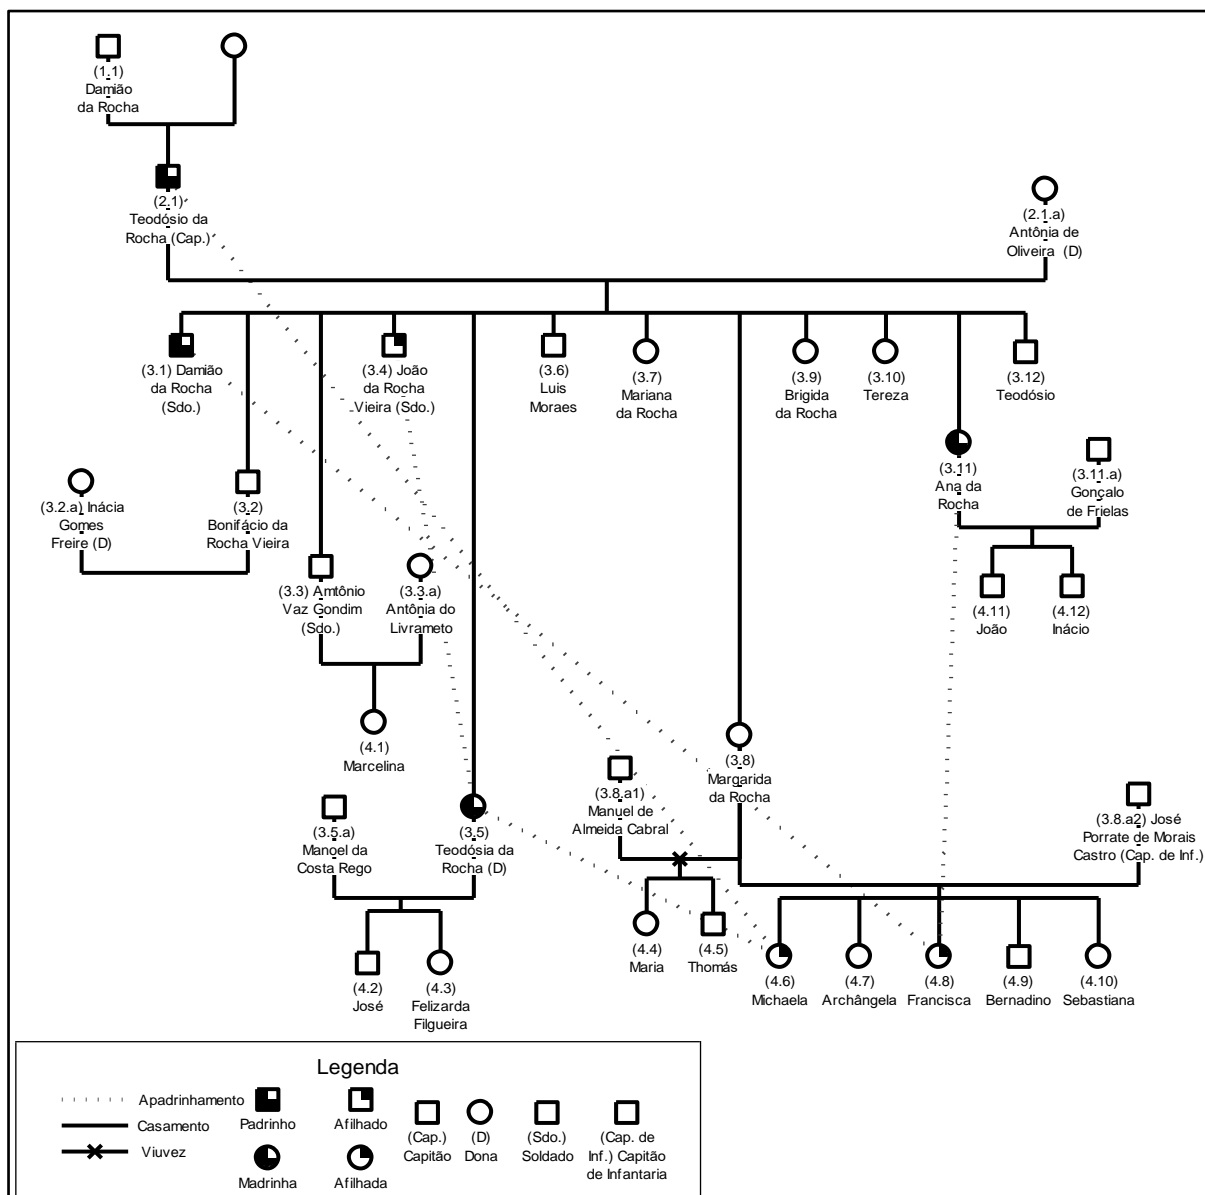 (1.1)
Damião
da Rocha
(2.1)
Teodósio da
Rocha (Cap.)
(2.1.a)
Antônia de
Oliveira (D)
(3.1) Damião
da Rocha
(Sdo.)
(3.4) João
da Rocha
Vieira (Sdo.)
(3.6)
Luis
Moraes
(3.7)
Mariana
da Rocha
(3.9)
Brigida
da Rocha
(3.10)
Tereza
(3.12)
Teodósio
(3.11)
Ana da
Rocha
(3.11.a)
Gonçalo
de Frielas
(3.2.a) Inácia
Gomes
Freire (D)
(3.2)
Bonifácio da
Rocha Vieira
(3.3) Amtônio
Vaz Gondim
(Sdo.)
(3.3.a)
Antônia do
Livrameto
(4.11)
João
(4.12)
Inácio
(4.1)
Marcelina
(3.8)
Margarida
da Rocha
(3.8.a1)
Manuel de
Almeida Cabral
(3.8.a2) José
Porrate de Morais
Castro (Cap. de Inf.)
(3.5.a)
Manoel da
Costa Rego
(3.5)
Teodósia da
Rocha (D)
(4.2)
José
(4.3)
Felizarda
Filgueira
(4.4)
Maria
(4.5)
Thomás
(4.6)
Michaela
(4.7)
Archângela
(4.8)
Francisca
(4.9)
Bernadino
(4.10)
Sebastiana
Legenda
Apadrinhamento
Casamento
Viuvez
Padrinho
Madrinha
Afilhado
Afilhada
(Cap.)
Capitão
(D)
Dona
(Sdo.)
Soldado
(Cap. de
Inf.) Capitão
de Infantaria